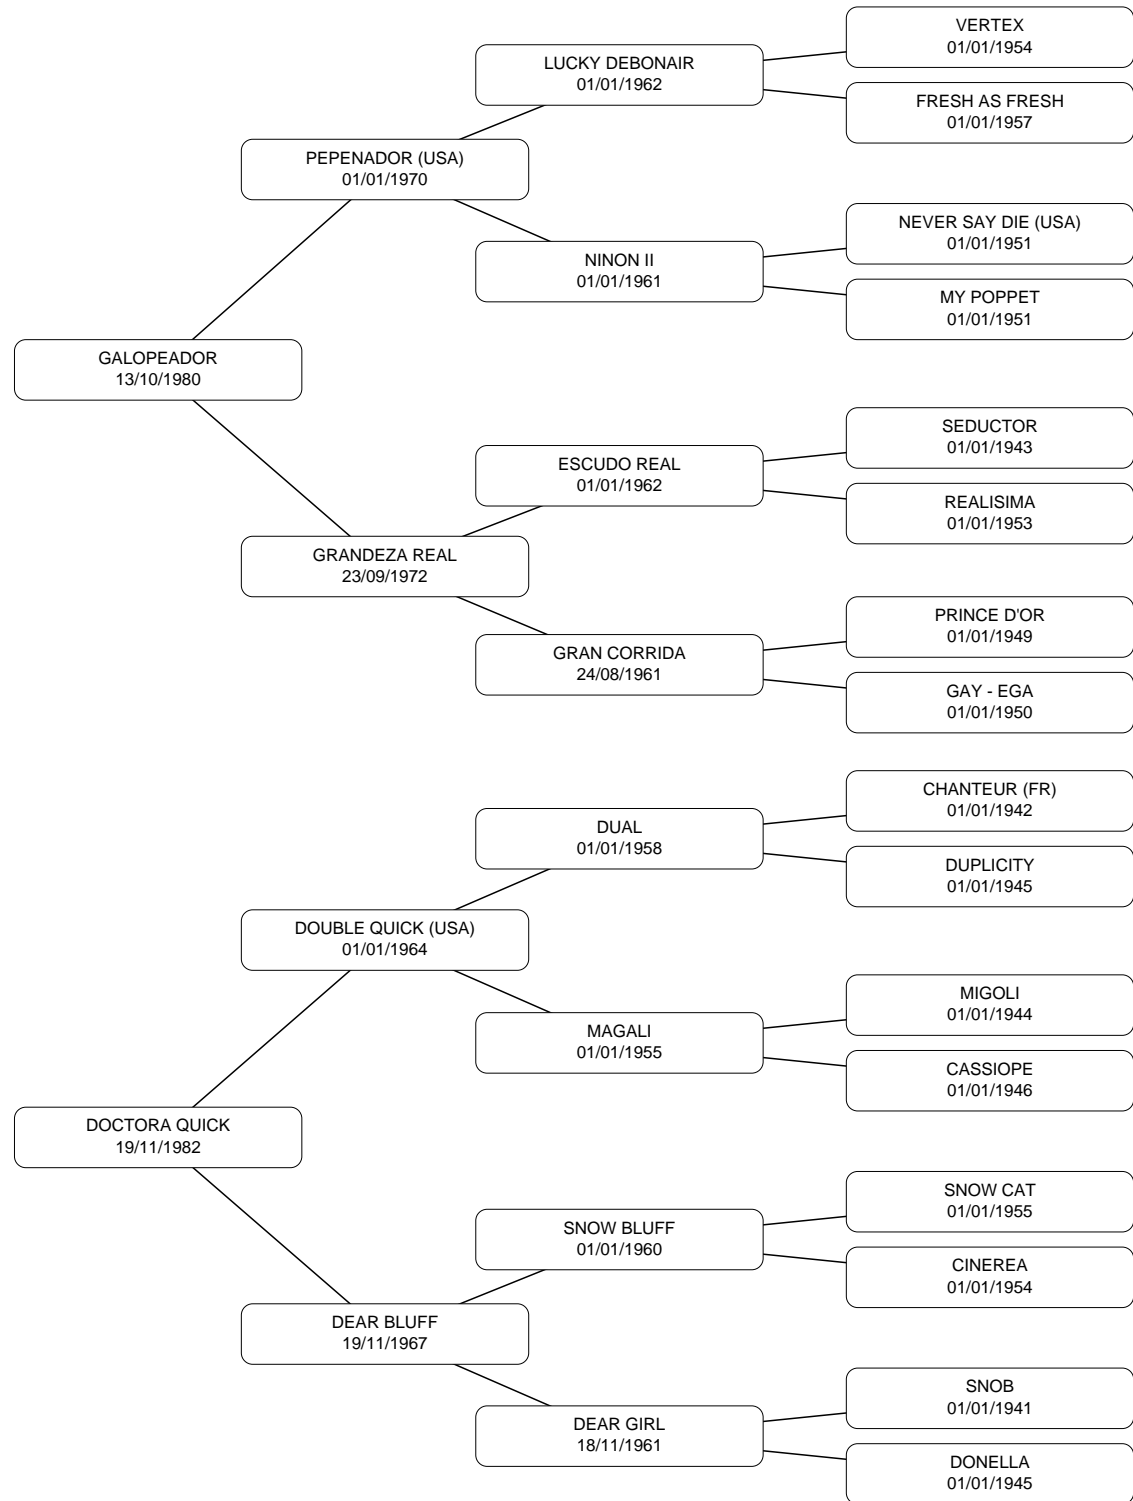 VERTEX
01/01/1954
LUCKY DEBONAIR
01/01/1962
FRESH AS FRESH
01/01/1957
PEPENADOR (USA)
01/01/1970
NEVER SAY DIE (USA)
01/01/1951
NINON II
01/01/1961
MY POPPET
01/01/1951
GALOPEADOR
13/10/1980
SEDUCTOR
01/01/1943
ESCUDO REAL
01/01/1962
REALISIMA
01/01/1953
GRANDEZA REAL
23/09/1972
PRINCE D'OR
01/01/1949
GRAN CORRIDA
24/08/1961
GAY - EGA
01/01/1950
CHANTEUR (FR)
01/01/1942
DUAL
01/01/1958
DUPLICITY
01/01/1945
DOUBLE QUICK (USA)
01/01/1964
MIGOLI
01/01/1944
MAGALI
01/01/1955
CASSIOPE
01/01/1946
DOCTORA QUICK
19/11/1982
SNOW CAT
01/01/1955
SNOW BLUFF
01/01/1960
CINEREA
01/01/1954
DEAR BLUFF
19/11/1967
SNOB
01/01/1941
DEAR GIRL
18/11/1961
DONELLA
01/01/1945